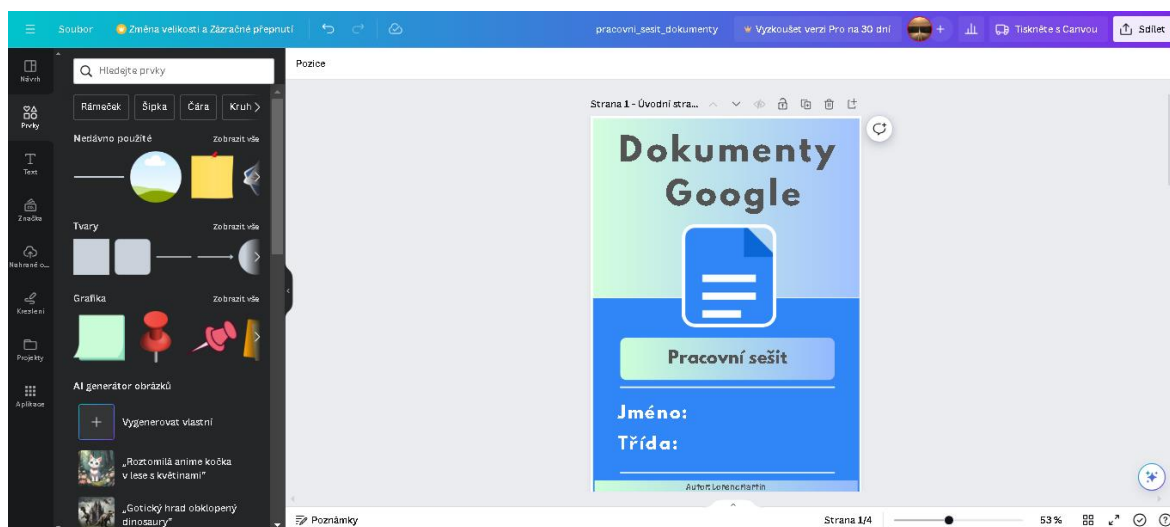 Soubor
Změna velikosti a Zázračné přepnutí
pracovni_sesit_dokumenty
Vyzkoušet verzi Pro na 30 dní
Tiskněte s Canvou
Sdílet
Návrh
Prvky
Text
Značka
Nahrané o...
Kreslení
Projekty
Aplikace
Hledejte prvky
Rámeček
Šipka
Čára
Kruh
Nedávno použité
Zobrazit vše
Tvary
Zobrazit vše
Grafika
Zobrazit vše
AI generátor obrázků
Vygenerovat vlastní
„Roztomilá anime kočka
v lese s květinami“
„Gotický hrad obklopený
dinosaury“
Pozice
Strana 1 - Úvodní stra...
Dokumenty
Google
Pracovní sešit
Jméno:
Třída:
Autor: Lorenc Martin
Poznámky
Strana 1/4
53 %